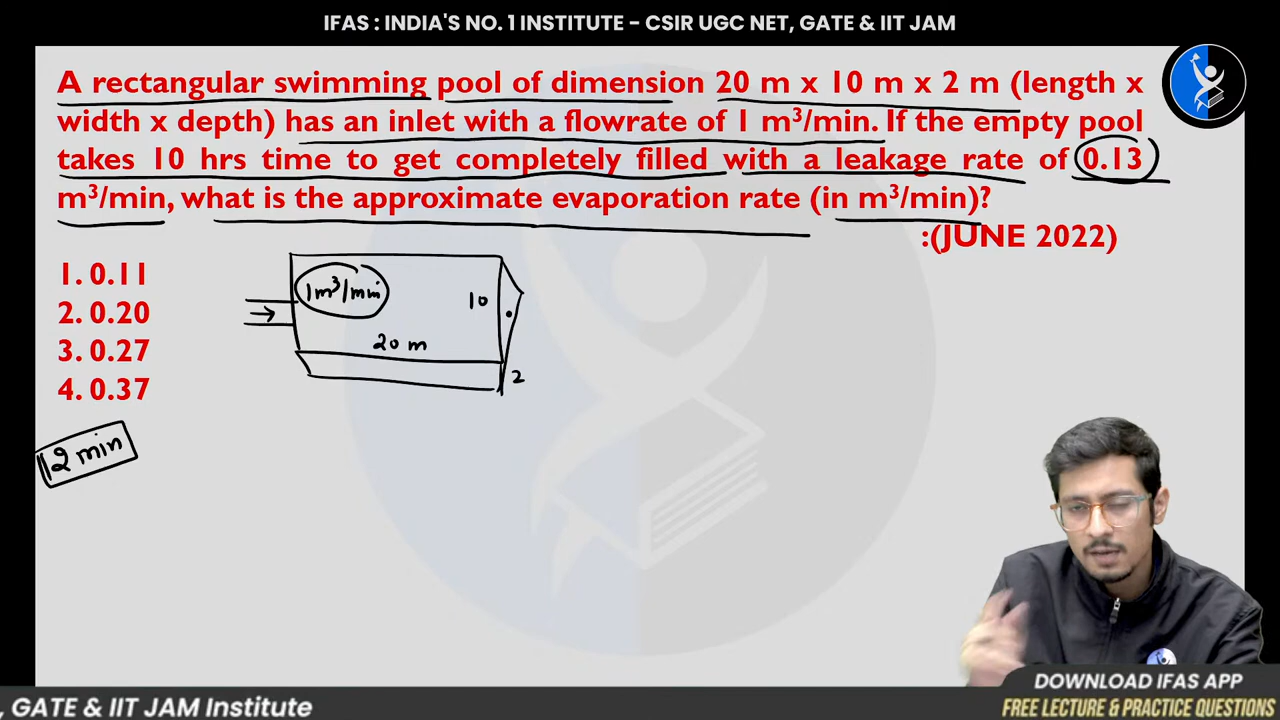 IFAS : INDIA'S NO. 1 INSTITUTE - CSIR UGC NET, GATE & IIT JAM
A rectangular swimming pool of dimension 20 m x 10 m x 2 m (length x
width x depth) has an inlet with a flowrate of 1 m³/min. If the empty pool
takes 10 hrs time to get completely filled with a leakage rate of 0.13
m³/min, what is the approximate evaporation rate (in m³/min)?
:(JUNE 2022)
1. 0.11
2. 0.20
3. 0.27
4. 0.37
1m³/min
10
20 m
2
12 min
DOWNLOAD IFAS APP
, GATE & IIT JAM Institute
FREE LECTURE & PRACTICE QUESTIONS